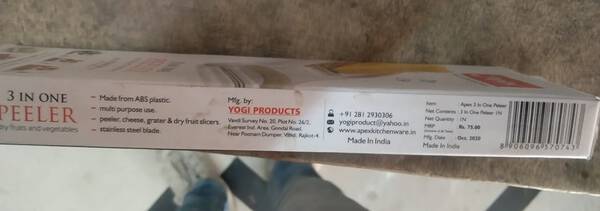 3 IN ONE
PEELER
dry fruits and vegetables
- Made from ABS plastic.
- multi purpose use.
- peeler, cheese, grater & dry fruit slicers.
- stainless steel blade.
Mfg. by:
YOGI PRODUCTS
Vavdi Survey No. 20, Plot No. 26/2,
Everest Ind. Area, Gondal Road,
Near Poonam Dumper, Rajkot-4.
+91 281 2930306
yogiproduct@yahoo.in
www.apexkitchenware.in
Made In India
Item : Apex 3 In One Peeler
Net Contents : 3 In One Peeler 1N
Net Quantity : 1N
MRP : Rs. 75.00
Mfg. Date : Oct. 2020
Made In India
8906096570743